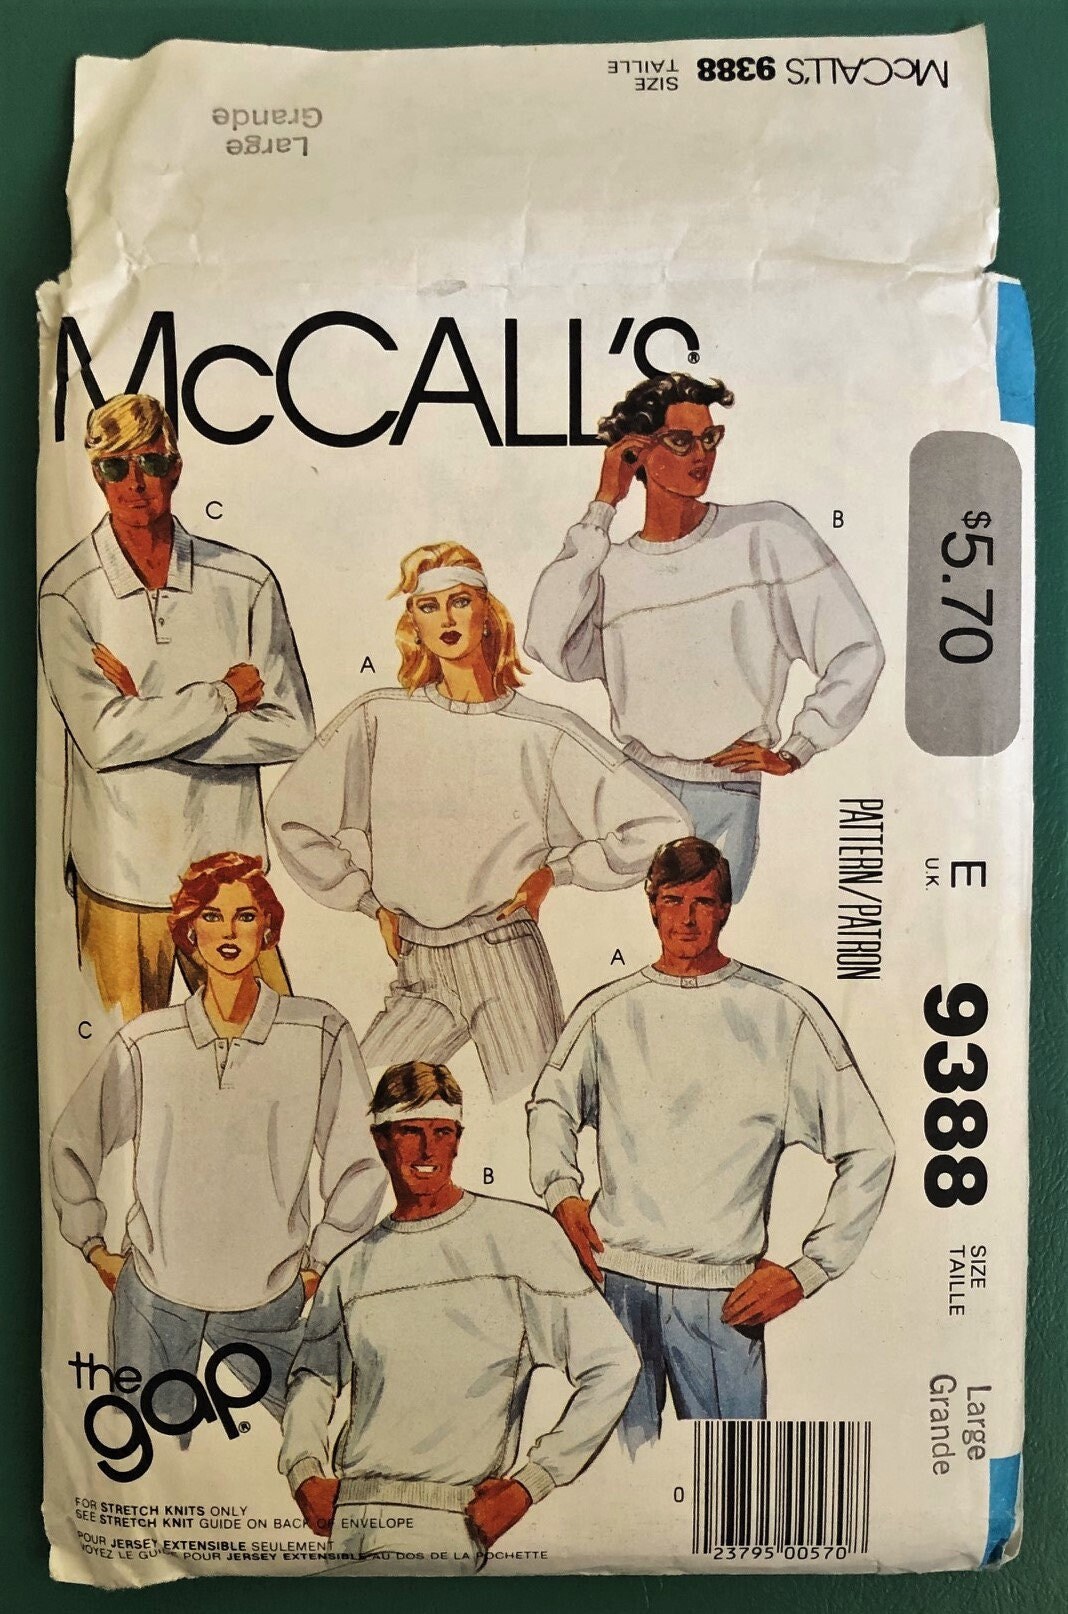 McCALL'S 9388 SIZE
TAILLE
Large
Grande
McCALL'S®
C
B
A
$5.70
PATTERN/PATRON
E
U.K.
9388
SIZE
TAILLE
Large
Grande
A
C
B
the
gap®
FOR STRETCH KNITS ONLY
SEE STRETCH KNIT GUIDE ON BACK OF ENVELOPE
POUR JERSEY EXTENSIBLE SEULEMENT
VOYEZ LE GUIDE POUR JERSEY EXTENSIBLE AU DOS DE LA POCHETTE
0
23795 00570